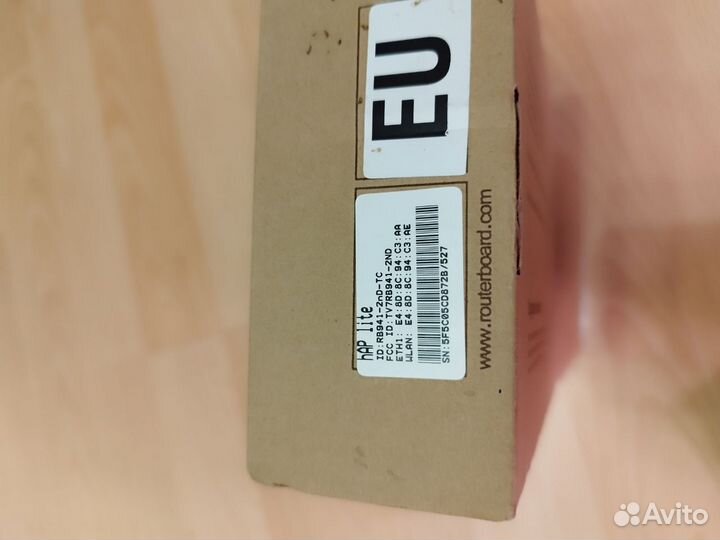 EU
hAP lite
ID:RB941-2nD-TC
FCC ID:TV7RB941-2ND
ETH1: E4:8D:8C:94:C3:AA
WLAN: E4:8D:8C:94:C3:AE
SN:5F5C05CD872B/527
www.routerboard.com
Avito